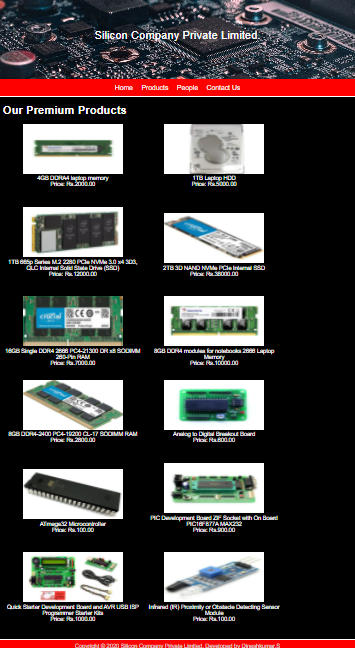 Silicon Company Private Limited.
Home Products People Contact Us
Our Premium Products
4GB DDRA4 laptop memory
Price: Rs.2000.00
1TB Laptop HDD
Price: Rs.5000.00
1TB 665p Series M.2 2280 PCIe NVMe 3.0 x4 3D3,
QLC Internal Solid State Drive (SSD)
Price: Rs.12000.00
2TB 3D NAND NVMe PCIe Internal SSD
Price: Rs.38000.00
16GB Single DDR4 2666 PC4-21300 DR x8 SODIMM
260-Pin RAM
Price: Rs.7000.00
8GB DDR4 modules for notebooks 2666 Laptop
Memory
Price: Rs.10000.00
8GB DDR4-2400 PC4-19200 CL-17 SODIMM RAM
Price: Rs.2800.00
Analog to Digital Breakout Board
Price: Rs.600.00
ATmega32 Microcontroller
Price: Rs.100.00
PIC Development Board ZIF Socket with On Board
PIC16F877A MAX232
Price: Rs.900.00
Quick Starter Development Board and AVR USB ISP
Programmer Starter Kits
Price: Rs.1000.00
Infrared (IR) Proximity or Obstacle Detecting Sensor
Module
Price: Rs.100.00
Copyright © 2020 Silicon Company Private Limited. Developed by Dineshkumar.S